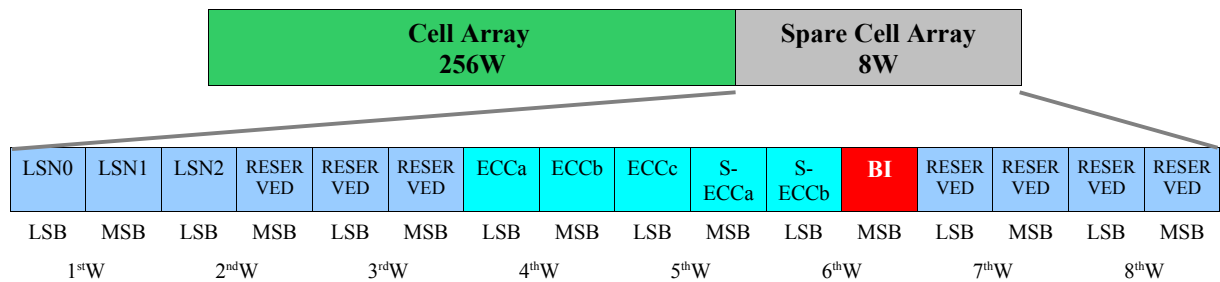 Cell Array
256W
Spare Cell Array
8W
LSN0 LSN1 LSN2 RESER
VED RESER
VED RESER
VED ECCa ECCb ECCc S-
ECCa S-
ECCb BI RESER
VED RESER
VED RESER
VED RESER
VED
LSB MSB LSB MSB LSB MSB LSB MSB LSB MSB LSB MSB LSB MSB LSB MSB
1stW 2ndW 3rdW 4thW 5thW 6thW 7thW 8thW